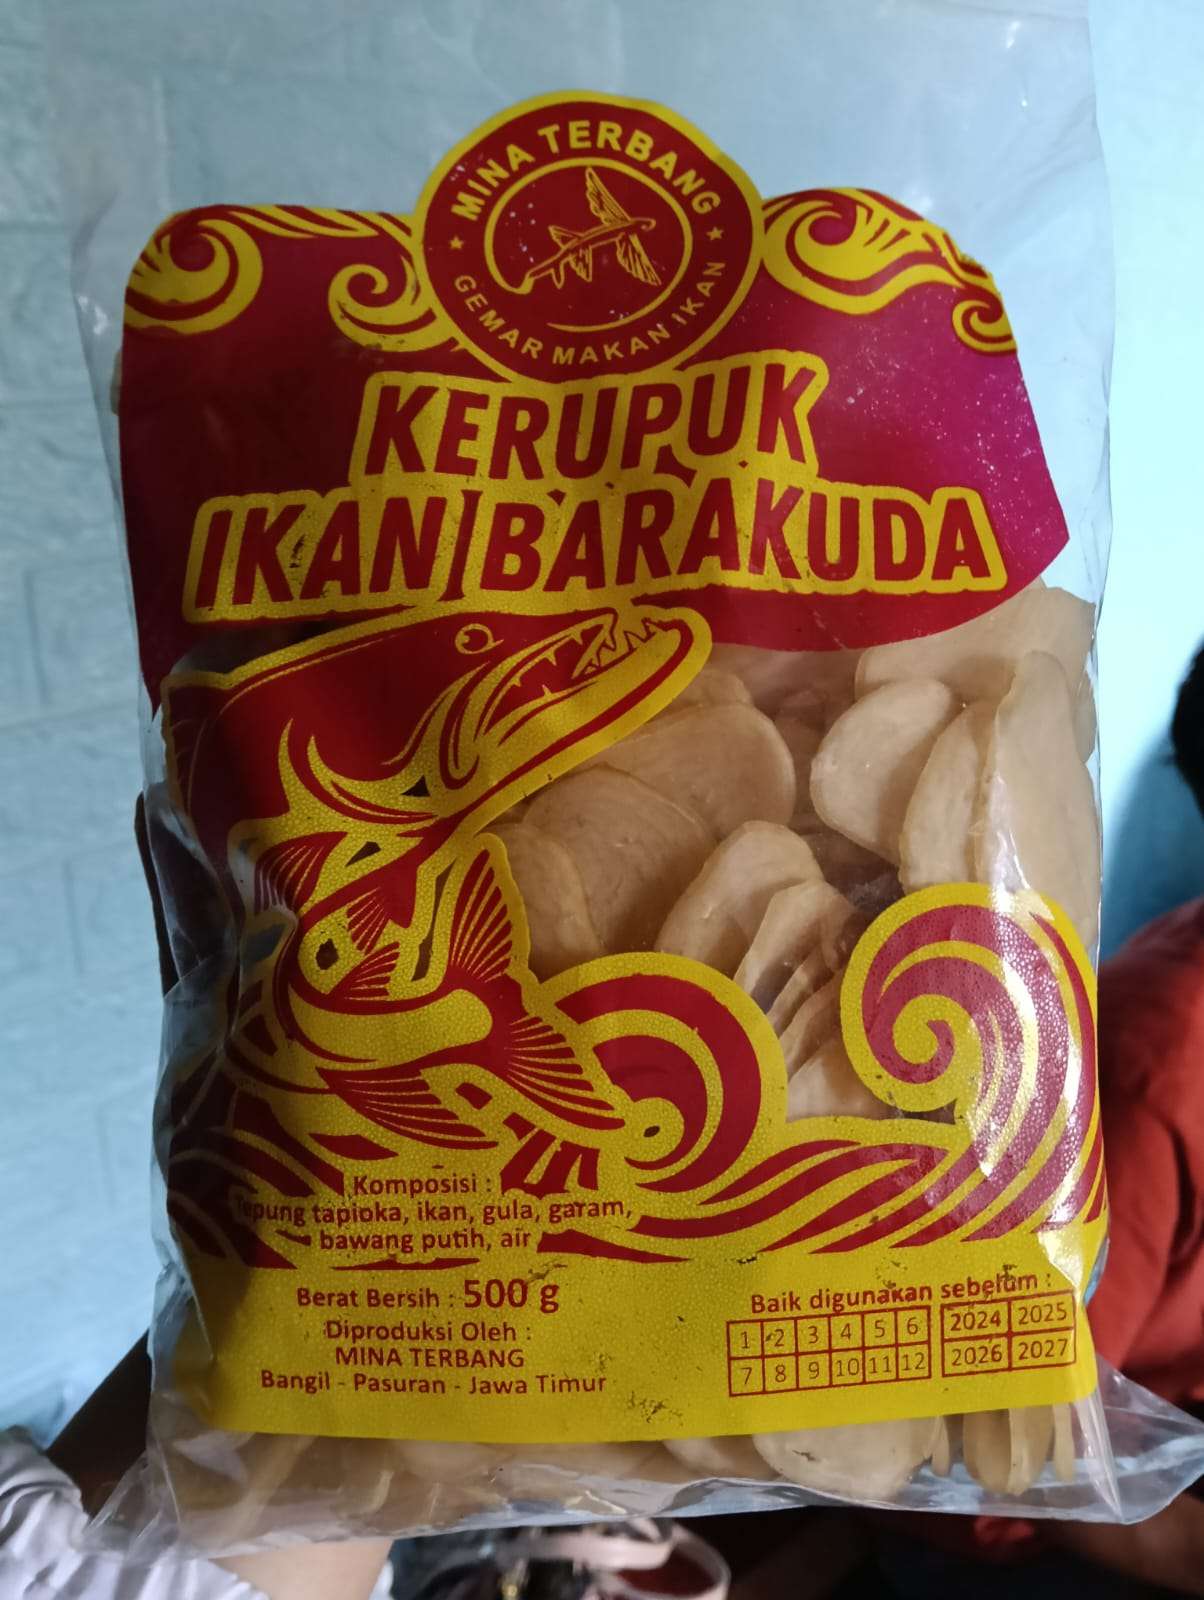 MINA TERBANG
GEMAR MAKAN IKAN
KERUPUK
IKAN BARAKUDA
Komposisi :
Tepung tapioka, ikan, gula, garam,
bawang putih, air
Berat Bersih : 500 g
Diproduksi Oleh :
MINA TERBANG
Bangil - Pasuran - Jawa Timur
Baik digunakan sebelum :
1 2 3 4 5 6 2024 2025
7 8 9 10 11 12 2026 2027